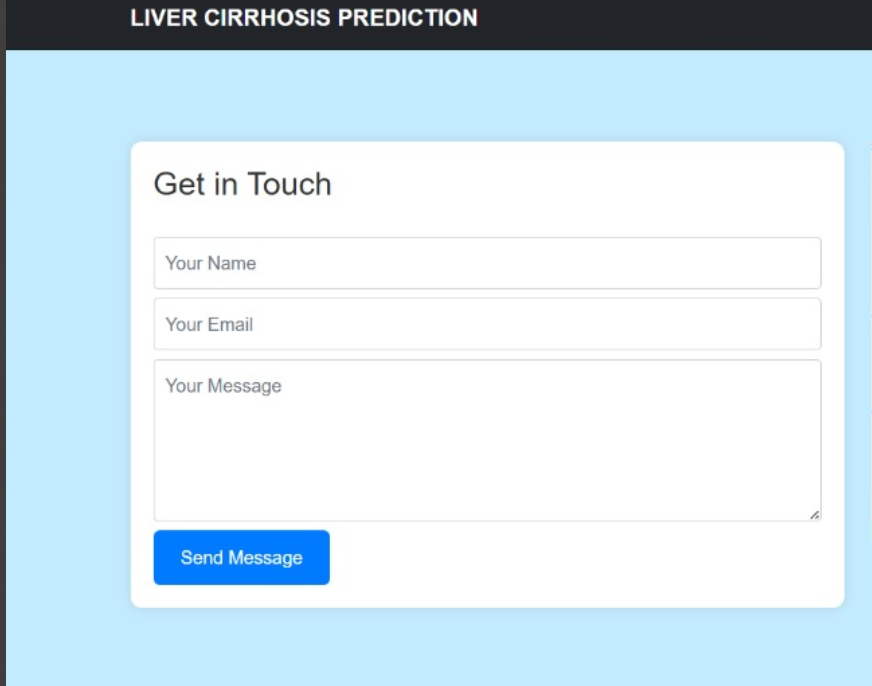 LIVER CIRRHOSIS PREDICTION
Get in Touch
Your Name
Your Email
Your Message
Send Message